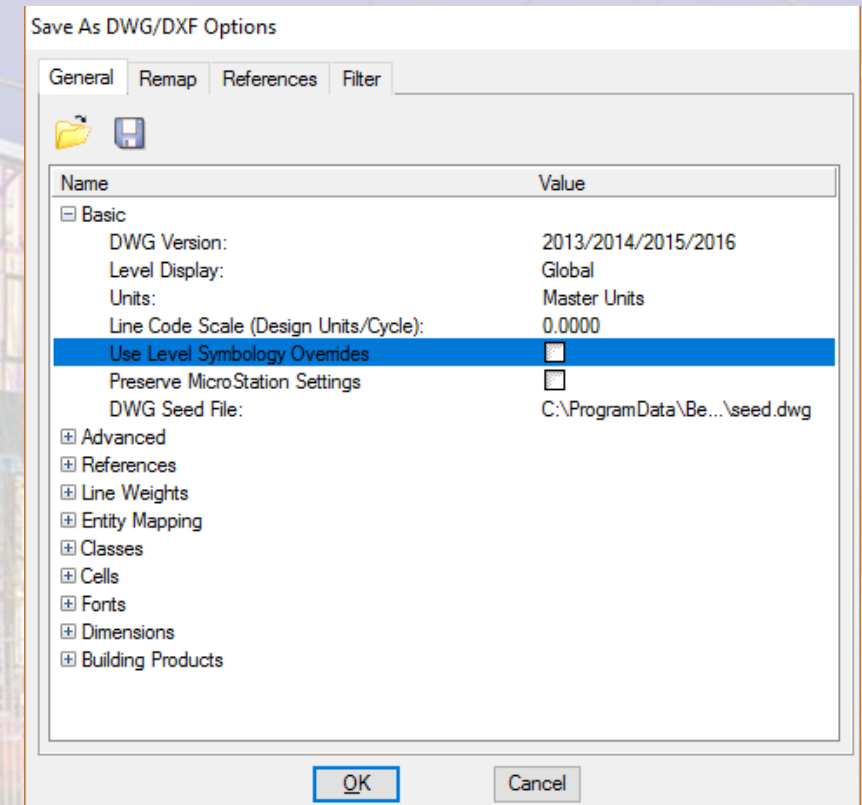 Save As DWG/DXF Options
General Remap References Filter
Name Value
Basic
DWG Version: 2013/2014/2015/2016
Level Display: Global
Units: Master Units
Line Code Scale (Design Units/Cycle): 0.0000
Use Level Symbology Overrides
Preserve MicroStation Settings
DWG Seed File: C:\ProgramData\Be...\seed.dwg
Advanced
References
Line Weights
Entity Mapping
Classes
Cells
Fonts
Dimensions
Building Products
OK Cancel